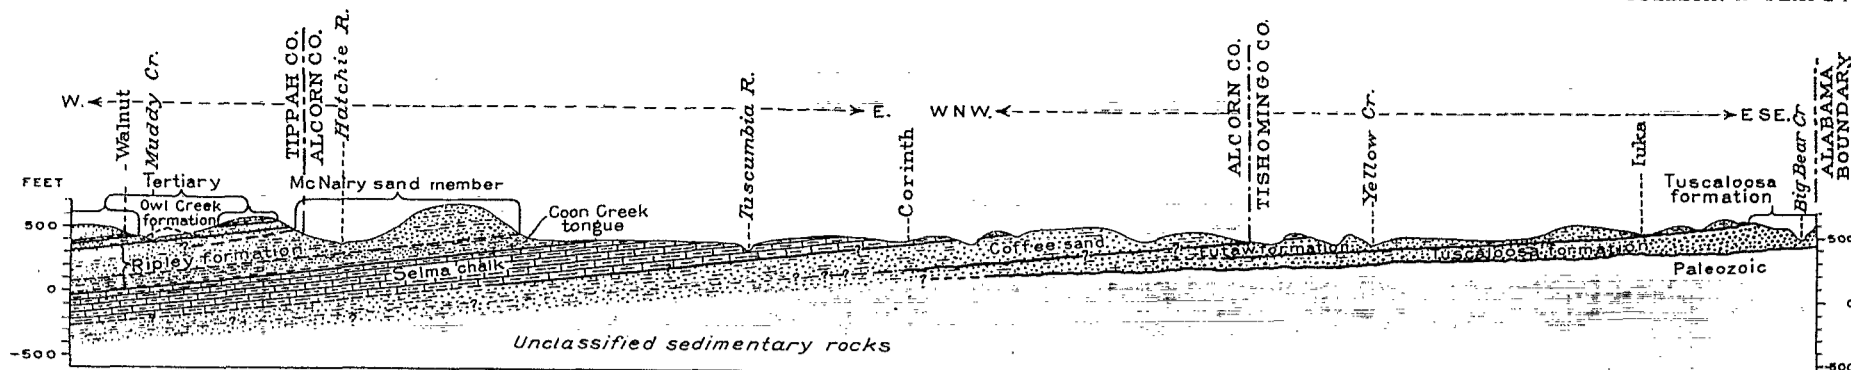 W.
E.
WNW.
ESE.
Walnut
Muddy Cr.
TIPPAH CO.
ALCORN CO.
Hatchie R.
Tuscumbia R.
Corinth
ALCORN CO.
TISHOMINGO CO.
Yellow Cr.
Iuka
Big Bear Cr
ALABAMA
BOUNDARY
FEET
500
0
-500
Tertiary
Owl Creek
formation
McNairy sand member
Coon Creek
tongue
Tuscaloosa
formation
Ripley formation
Selma chalk
Coffee sand
Eutaw formation
Tuscaloosa formation
Paleozoic
Unclassified sedimentary rocks
500
0
-500